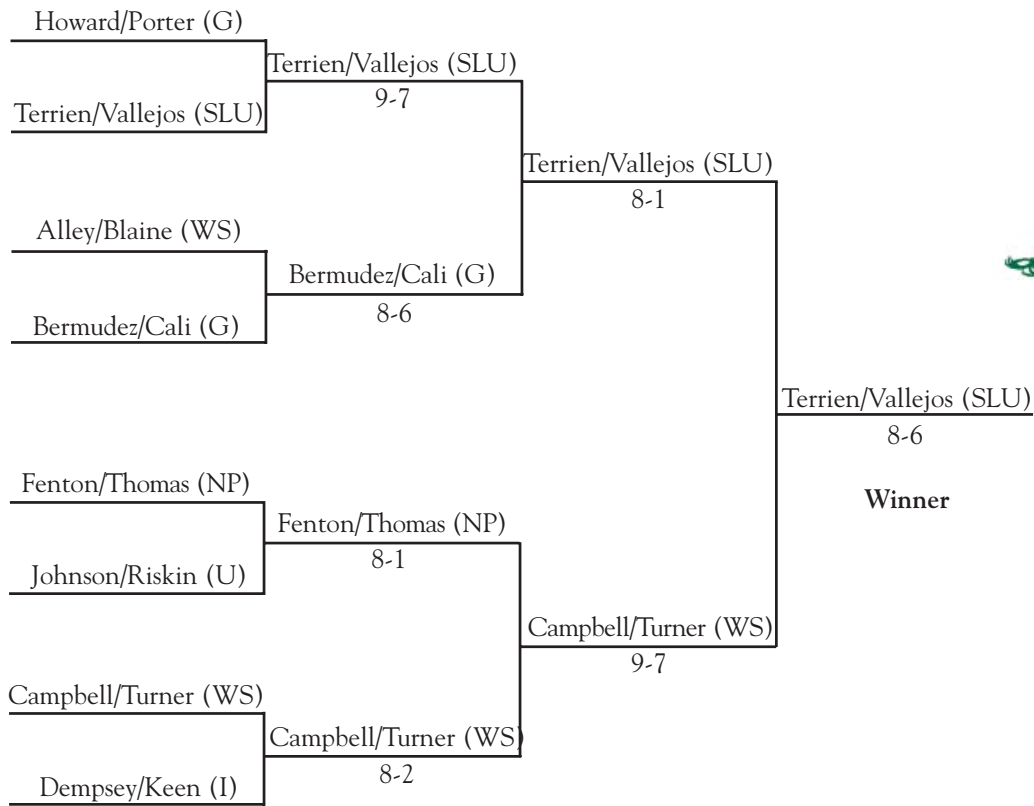 Howard/Porter (G)
Terrien/Vallejos (SLU)
9-7
Terrien/Vallejos (SLU)
Terrien/Vallejos (SLU)
8-1
Alley/Blaine (WS)
Bermudez/Cali (G)
8-6
Bermudez/Cali (G)
Terrien/Vallejos (SLU)
8-6
Winner
Fenton/Thomas (NP)
Fenton/Thomas (NP)
8-1
Johnson/Riskin (U)
Campbell/Turner (WS)
9-7
Campbell/Turner (WS)
Campbell/Turner (WS)
8-2
Dempsey/Keen (I)